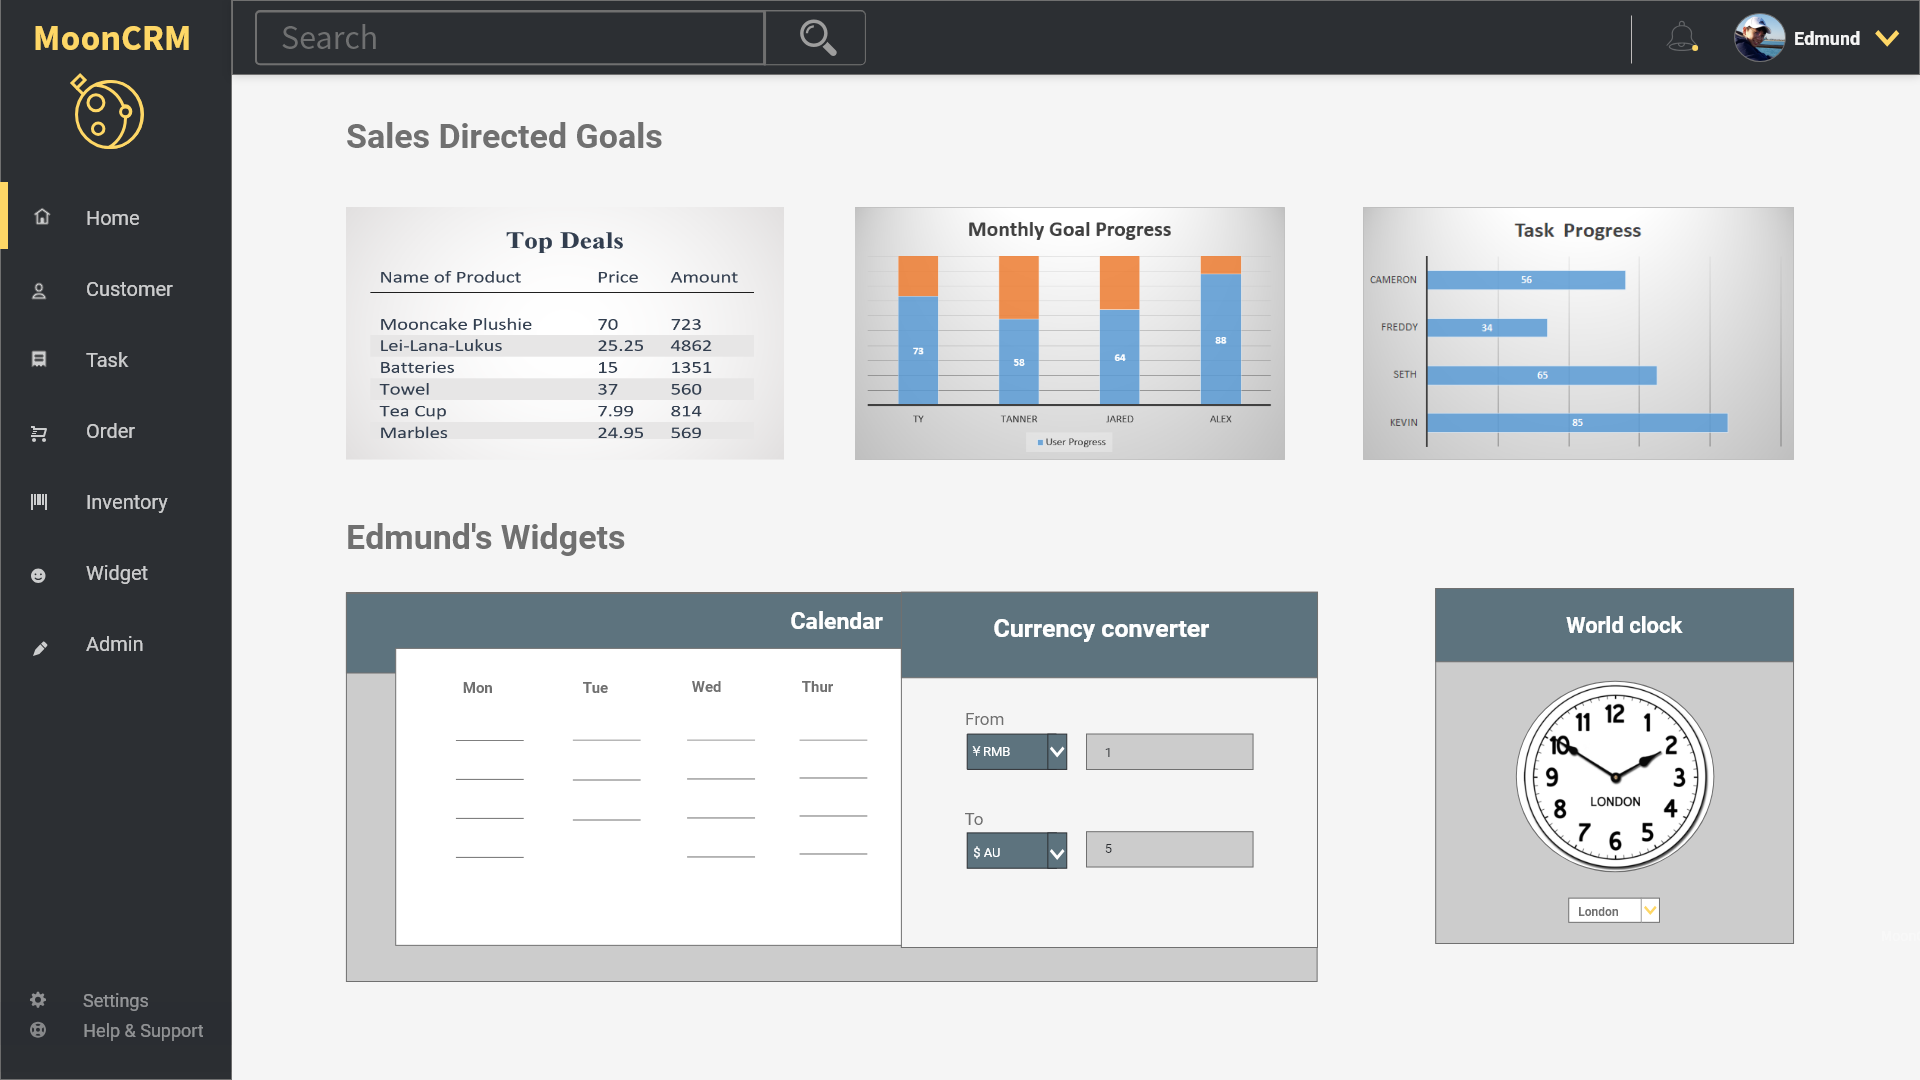 MoonCRM
Search
Edmund
Home
Customer
Task
Order
Inventory
Widget
Admin
Settings
Help & Support
Sales Directed Goals
Top Deals
Name of Product Price Amount
Mooncake Plushie 70 723
Lei-Lana-Lukus 25.25 4862
Batteries 15 1351
Towel 37 560
Tea Cup 7.99 814
Marbles 24.95 569
Monthly Goal Progress
73 58 64 88
TY TANNER JARED ALEX
User Progress
Task Progress
CAMERON 56
FREDDY 34
SETH 65
KEVIN 85
Edmund's Widgets
Calendar
Mon Tue Wed Thur
Currency converter
From
¥ RMB 1
To
$ AU 5
World clock
12
11 1
10 2
9 3
LONDON
8 4
7 5
6
London